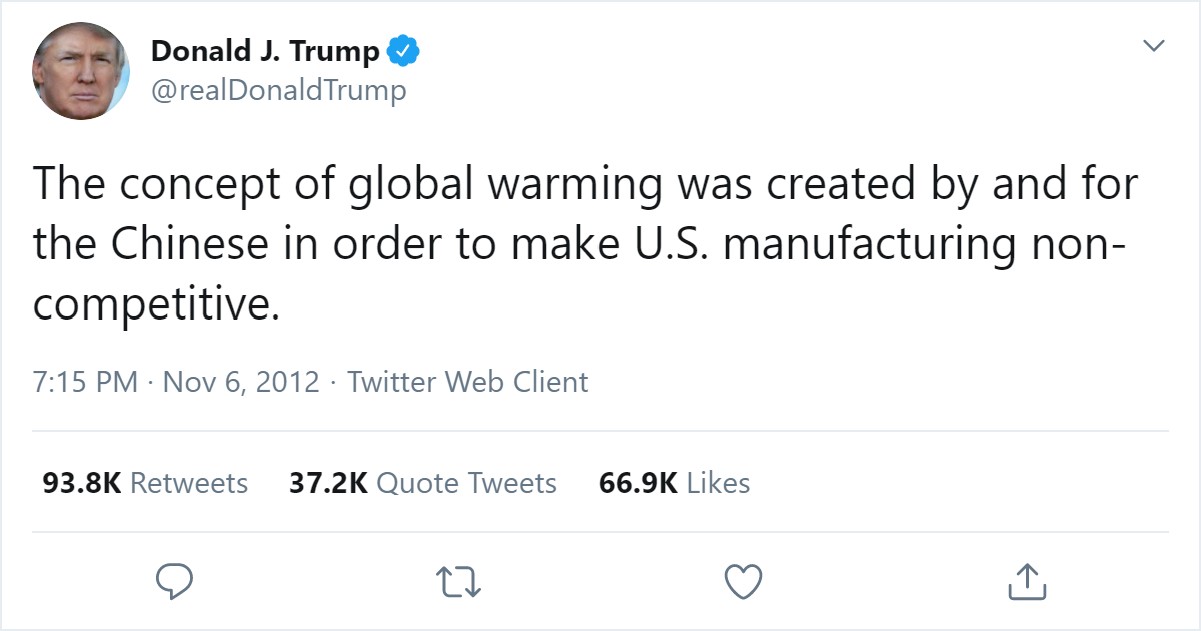 Donald J. Trump
@realDonaldTrump
The concept of global warming was created by and for
the Chinese in order to make U.S. manufacturing non-
competitive.
7:15 PM · Nov 6, 2012 · Twitter Web Client
93.8K Retweets 37.2K Quote Tweets 66.9K Likes